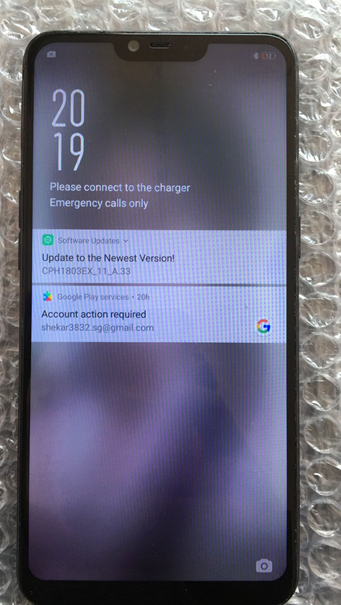 20
19
Please connect to the charger
Emergency calls only
Software Updates
Update to the Newest Version!
CPH1803EX_11_A.33
Google Play services • 20h
Account action required
shekar3832.sg@gmail.com
G